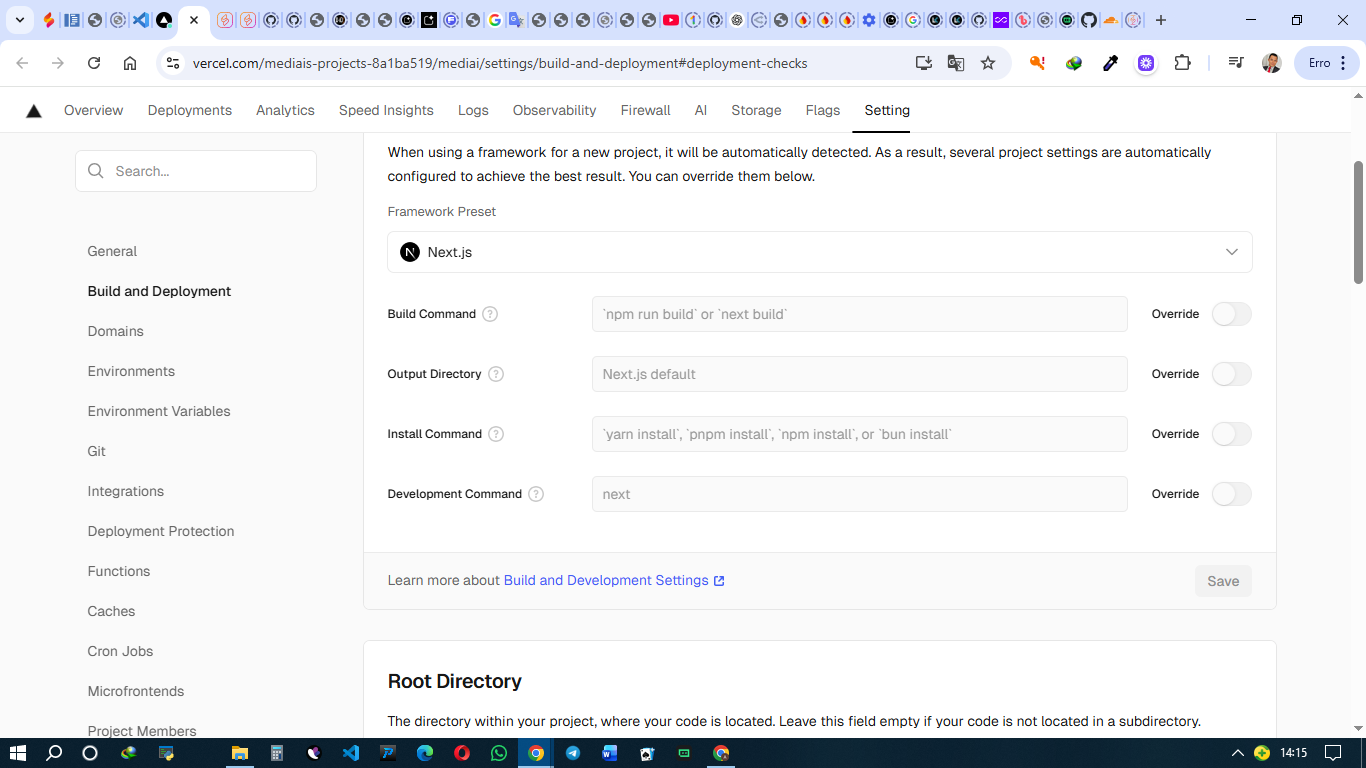 vercel.com/mediais-projects-8a1ba519/mediai/settings/build-and-deployment#deployment-checks
Erro
Overview
Deployments
Analytics
Speed Insights
Logs
Observability
Firewall
AI
Storage
Flags
Setting
Search...
General
Build and Deployment
Domains
Environments
Environment Variables
Git
Integrations
Deployment Protection
Functions
Caches
Cron Jobs
Microfrontends
Project Members
When using a framework for a new project, it will be automatically detected. As a result, several project settings are automatically
configured to achieve the best result. You can override them below.
Framework Preset
N Next.js
Build Command ? `npm run build` or `next build` Override
Output Directory ? Next.js default Override
Install Command ? `yarn install`, `pnpm install`, `npm install`, or `bun install` Override
Development Command ? next Override
Learn more about Build and Development Settings
Save
Root Directory
The directory within your project, where your code is located. Leave this field empty if your code is not located in a subdirectory.
14:15